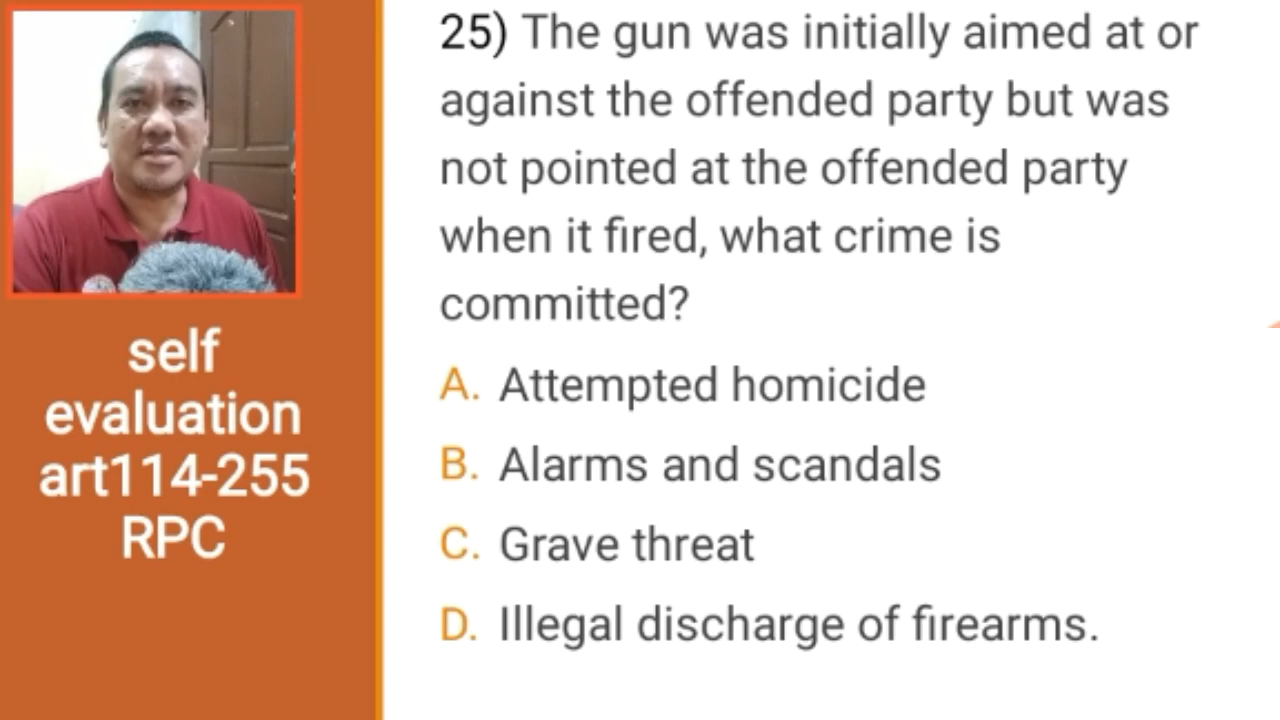 self
evaluation
art114-255
RPC
25) The gun was initially aimed at or
against the offended party but was
not pointed at the offended party
when it fired, what crime is
committed?
A. Attempted homicide
B. Alarms and scandals
C. Grave threat
D. Illegal discharge of firearms.